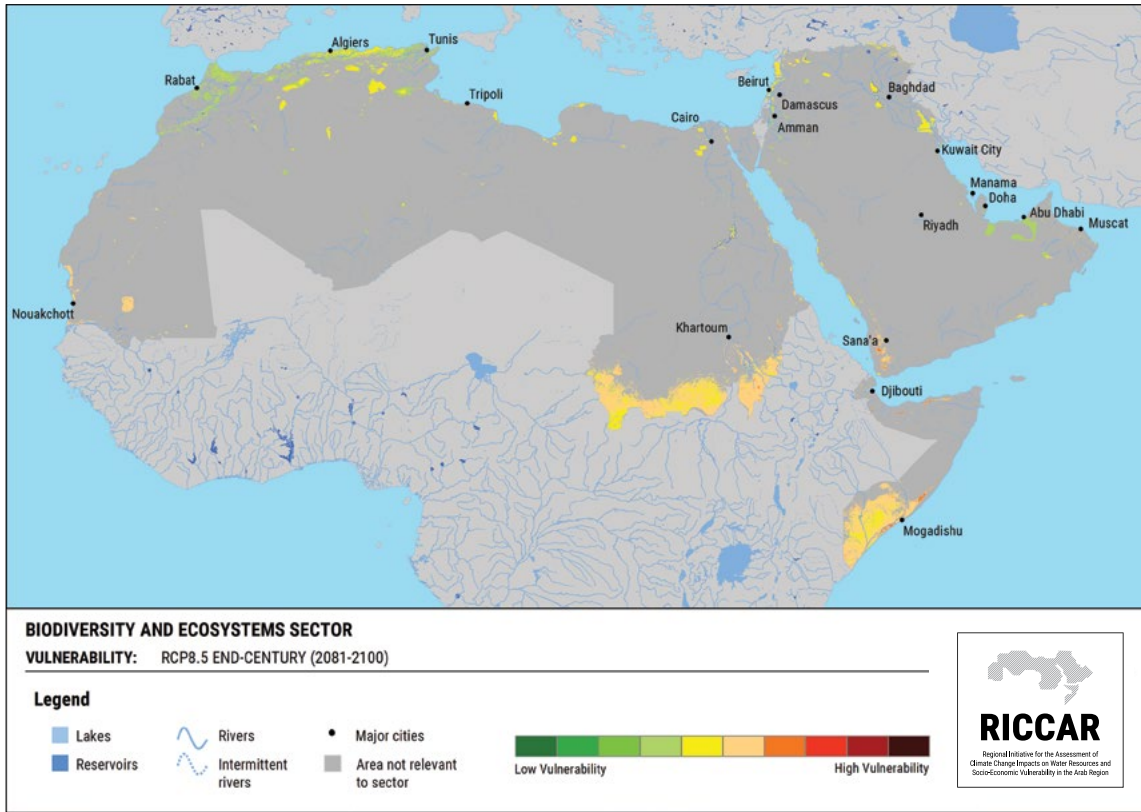 Algiers
Tunis
Rabat
Tripoli
Beirut
Damascus
Baghdad
Cairo
Amman
Kuwait City
Manama
Doha
Abu Dhabi
Muscat
Riyadh
Nouakchott
Khartoum
Sana'a
Djibouti
Mogadishu
BIODIVERSITY AND ECOSYSTEMS SECTOR
VULNERABILITY: RCP8.5 END-CENTURY (2081-2100)
Legend
Lakes
Rivers
Major cities
Reservoirs
Intermittent
rivers
Area not relevant
to sector
Low Vulnerability
High Vulnerability
RICCAR
Regional Initiative for the Assessment of
Climate Change Impacts on Water Resources and
Socio-Economic Vulnerability in the Arab Region